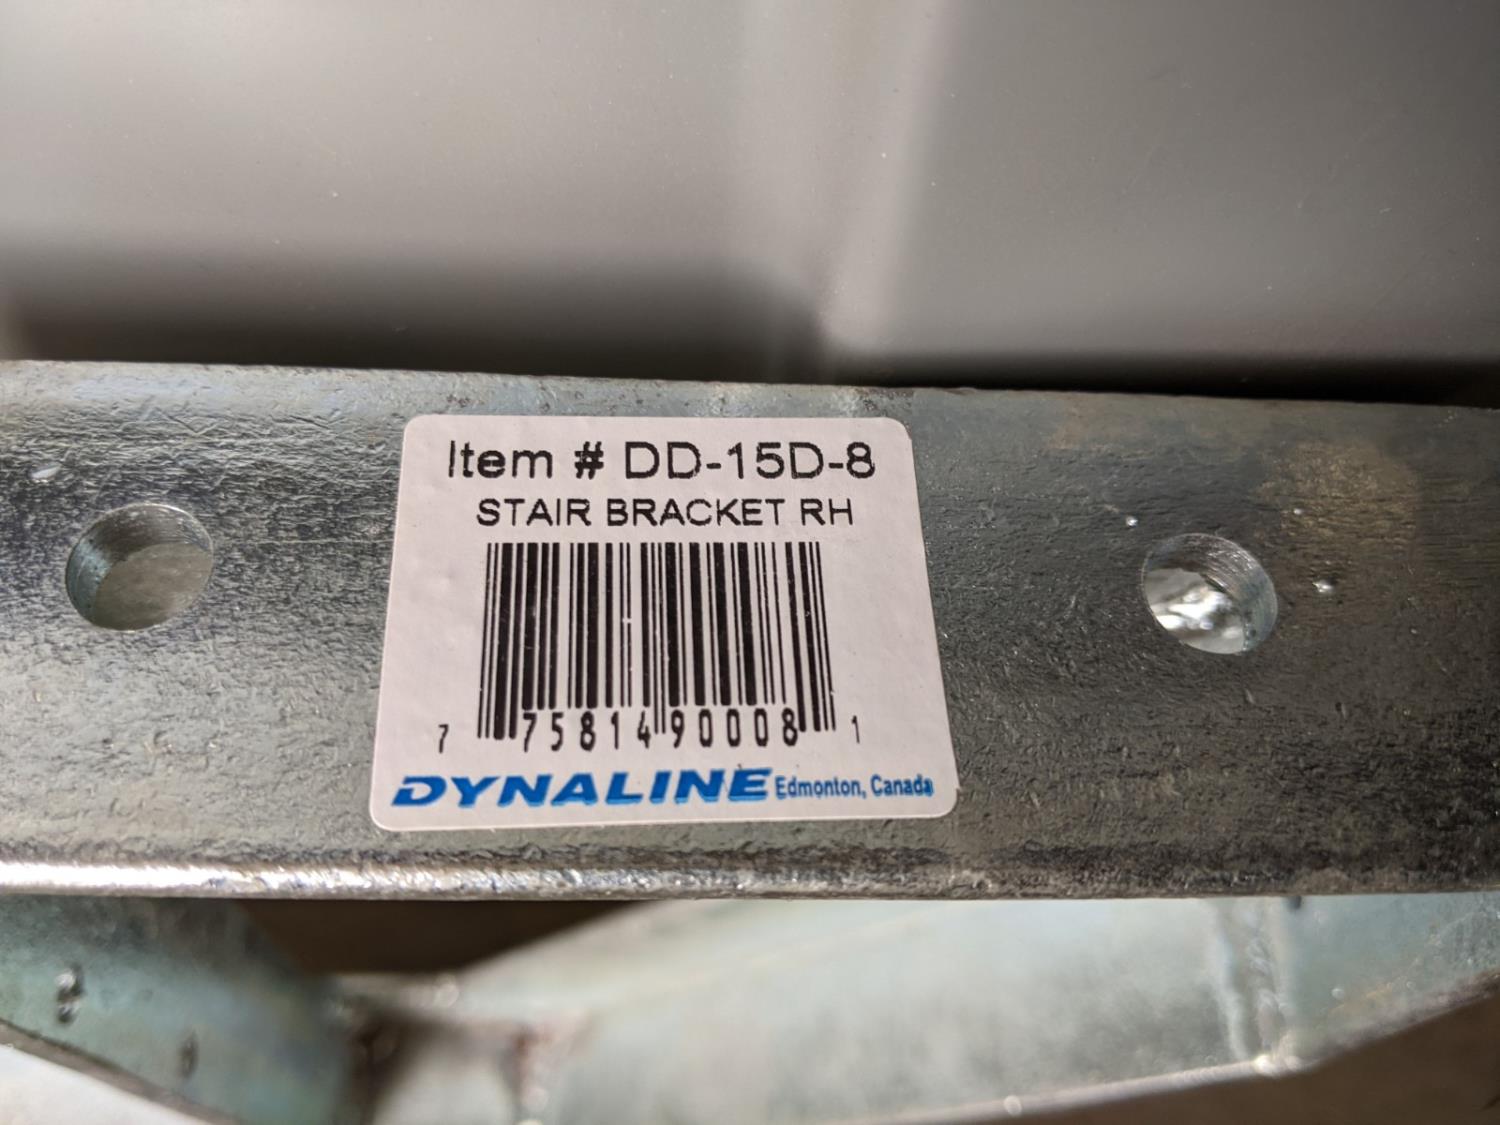 Item # DD-15D-8
STAIR BRACKET RH
7 75814 90008 1
DYNALINE Edmonton, Canada